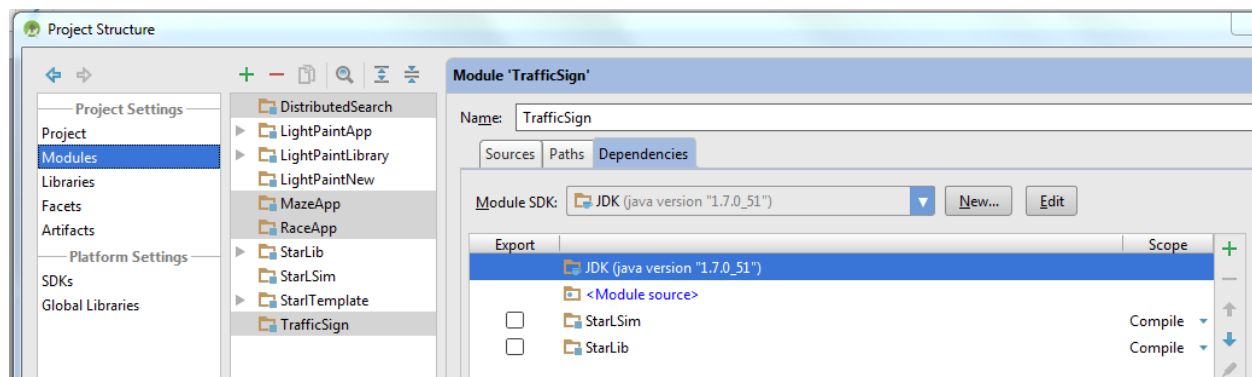 Project Structure
Project Settings
Project
Modules
Libraries
Facets
Artifacts
Platform Settings
SDKs
Global Libraries
DistributedSearch
LightPaintApp
LightPaintLibrary
LightPaintNew
MazeApp
RaceApp
StarLib
StarLSim
StarlTemplate
TrafficSign
Module 'TrafficSign'
Name: TrafficSign
Sources Paths Dependencies
Module SDK: JDK (java version "1.7.0_51") New... Edit
Export Scope
JDK (java version "1.7.0_51")
<Module source>
StarLSim Compile
StarLib Compile